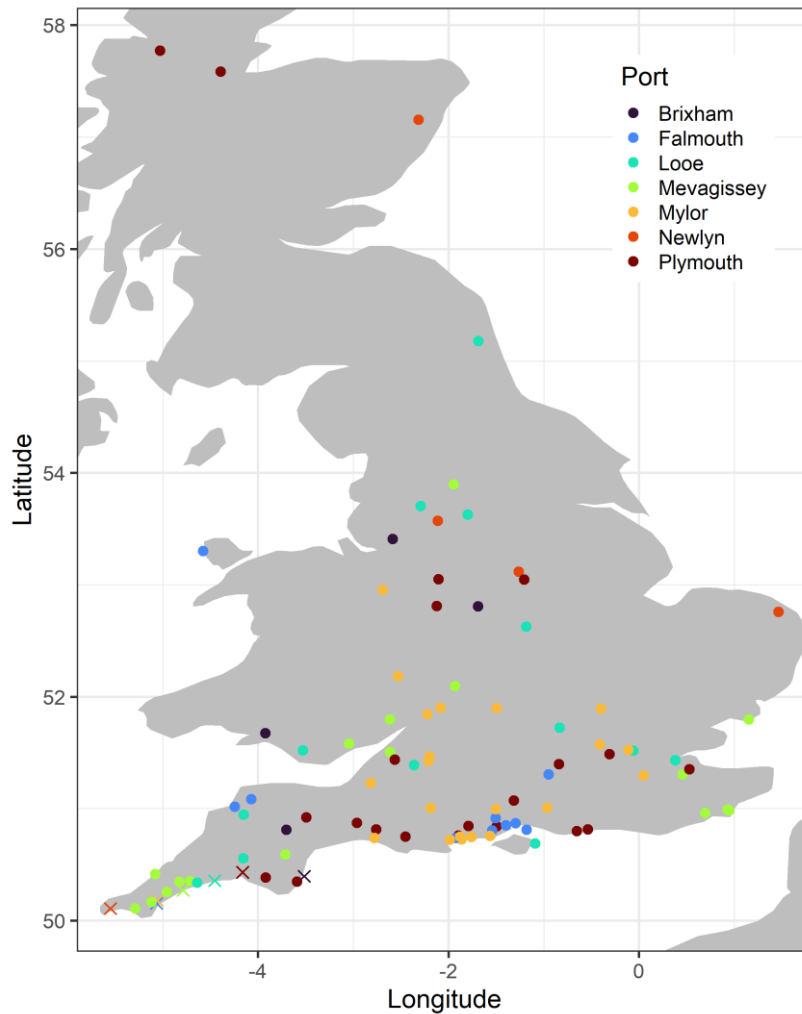 58
56
54
52
50
Latitude
Port
Brixham
Falmouth
Looe
Mevagissey
Mylor
Newlyn
Plymouth
-4
-2
0
Longitude